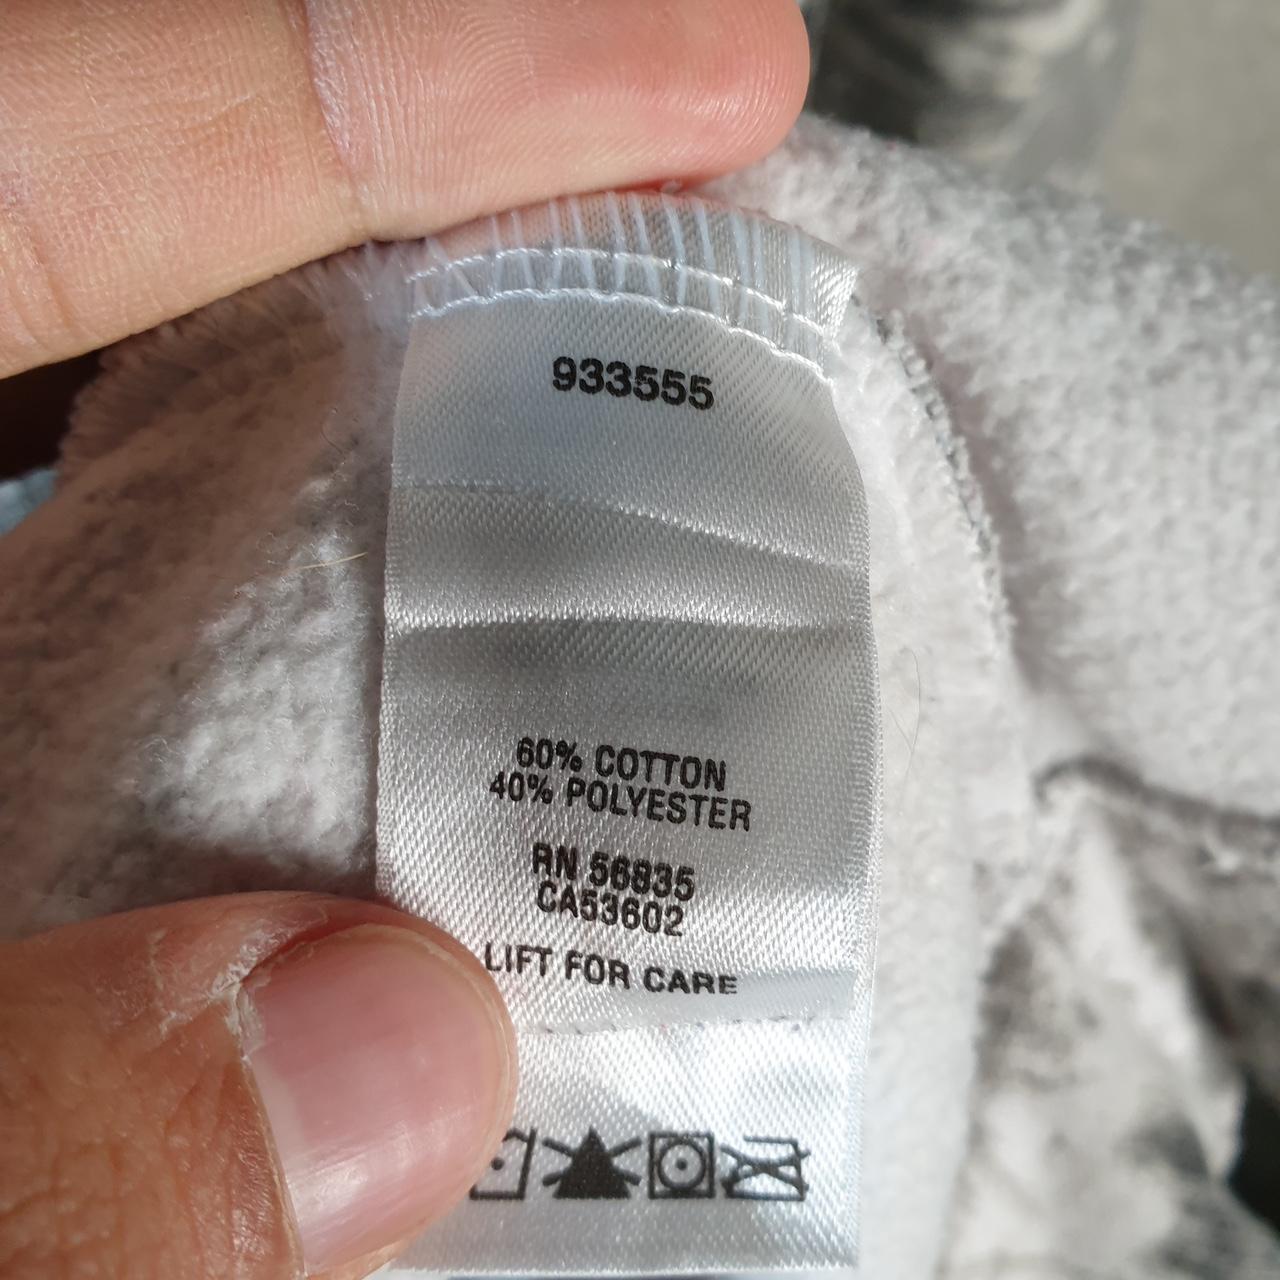 933555
60% COTTON
40% POLYESTER
RN 56835
CA53602
LIFT FOR CARE